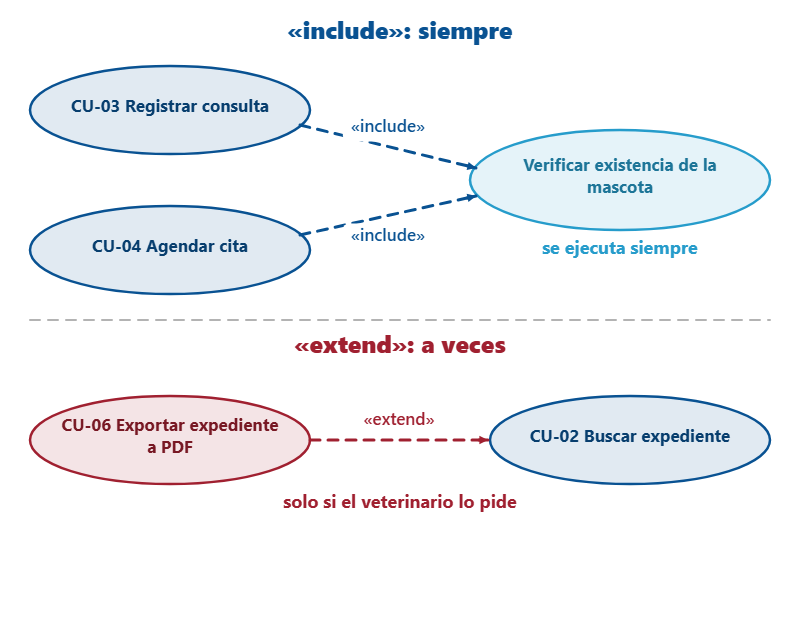 «include»: siempre
CU-03 Registrar consulta
«include»
Verificar existencia de la
mascota
CU-04 Agendar cita
«include»
se ejecuta siempre
«extend»: a veces
CU-06 Exportar expediente
a PDF
«extend»
CU-02 Buscar expediente
solo si el veterinario lo pide